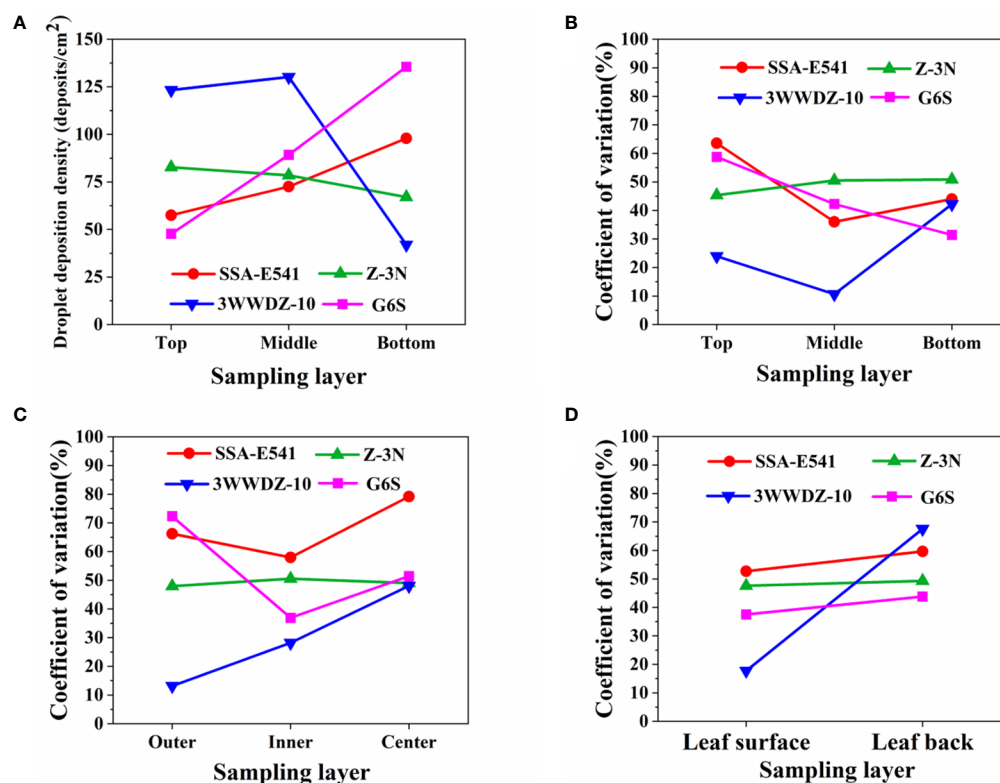 A
Droplet deposition density (deposits/cm²)
150
125
100
75
50
25
0
SSA-E541
Z-3N
3WWDZ-10
G6S
Top
Middle
Bottom
Sampling layer
B
Coefficient of variation(%)
100
90
80
70
60
50
40
30
20
10
0
SSA-E541
Z-3N
3WWDZ-10
G6S
Top
Middle
Bottom
Sampling layer
C
Coefficient of variation(%)
100
90
80
70
60
50
40
30
20
10
0
SSA-E541
Z-3N
3WWDZ-10
G6S
Outer
Inner
Center
Sampling layer
D
Coefficient of variation(%)
100
90
80
70
60
50
40
30
20
10
0
SSA-E541
Z-3N
3WWDZ-10
G6S
Leaf surface
Leaf back
Sampling layer